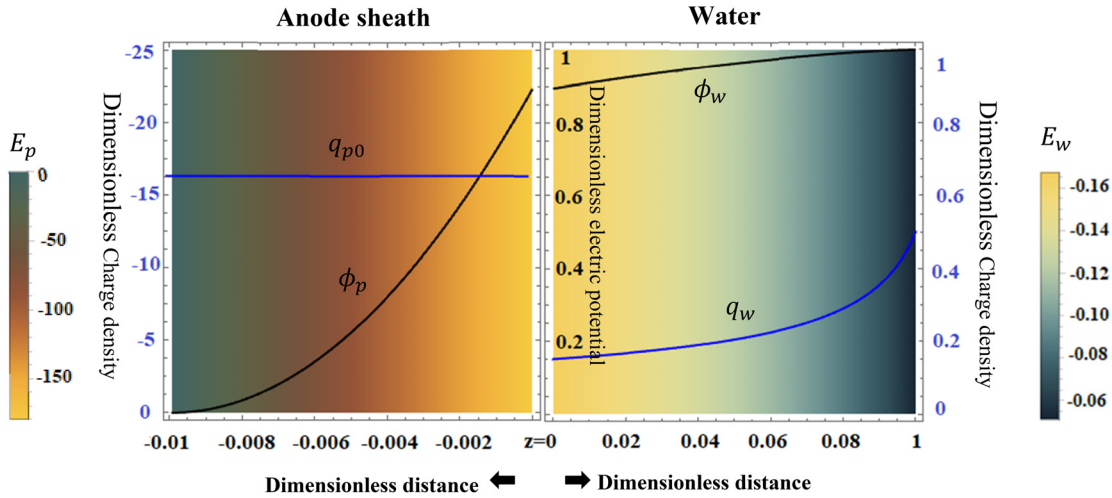 Anode sheath
Water
E_p
0
-50
-100
-150
Dimensionless Charge density
-25
-20
-15
-10
-5
0
q_{p0}
ϕ_p
-0.01
-0.008
-0.006
-0.004
-0.002
z=0
1
0.8
0.6
0.4
0.2
Dimensionless electric potential
ϕ_w
q_w
0.02
0.04
0.06
0.08
1
1
0.8
0.6
0.4
0.2
0
Dimensionless Charge density
E_w
-0.16
-0.14
-0.12
-0.10
-0.08
-0.06
Dimensionless distance
Dimensionless distance